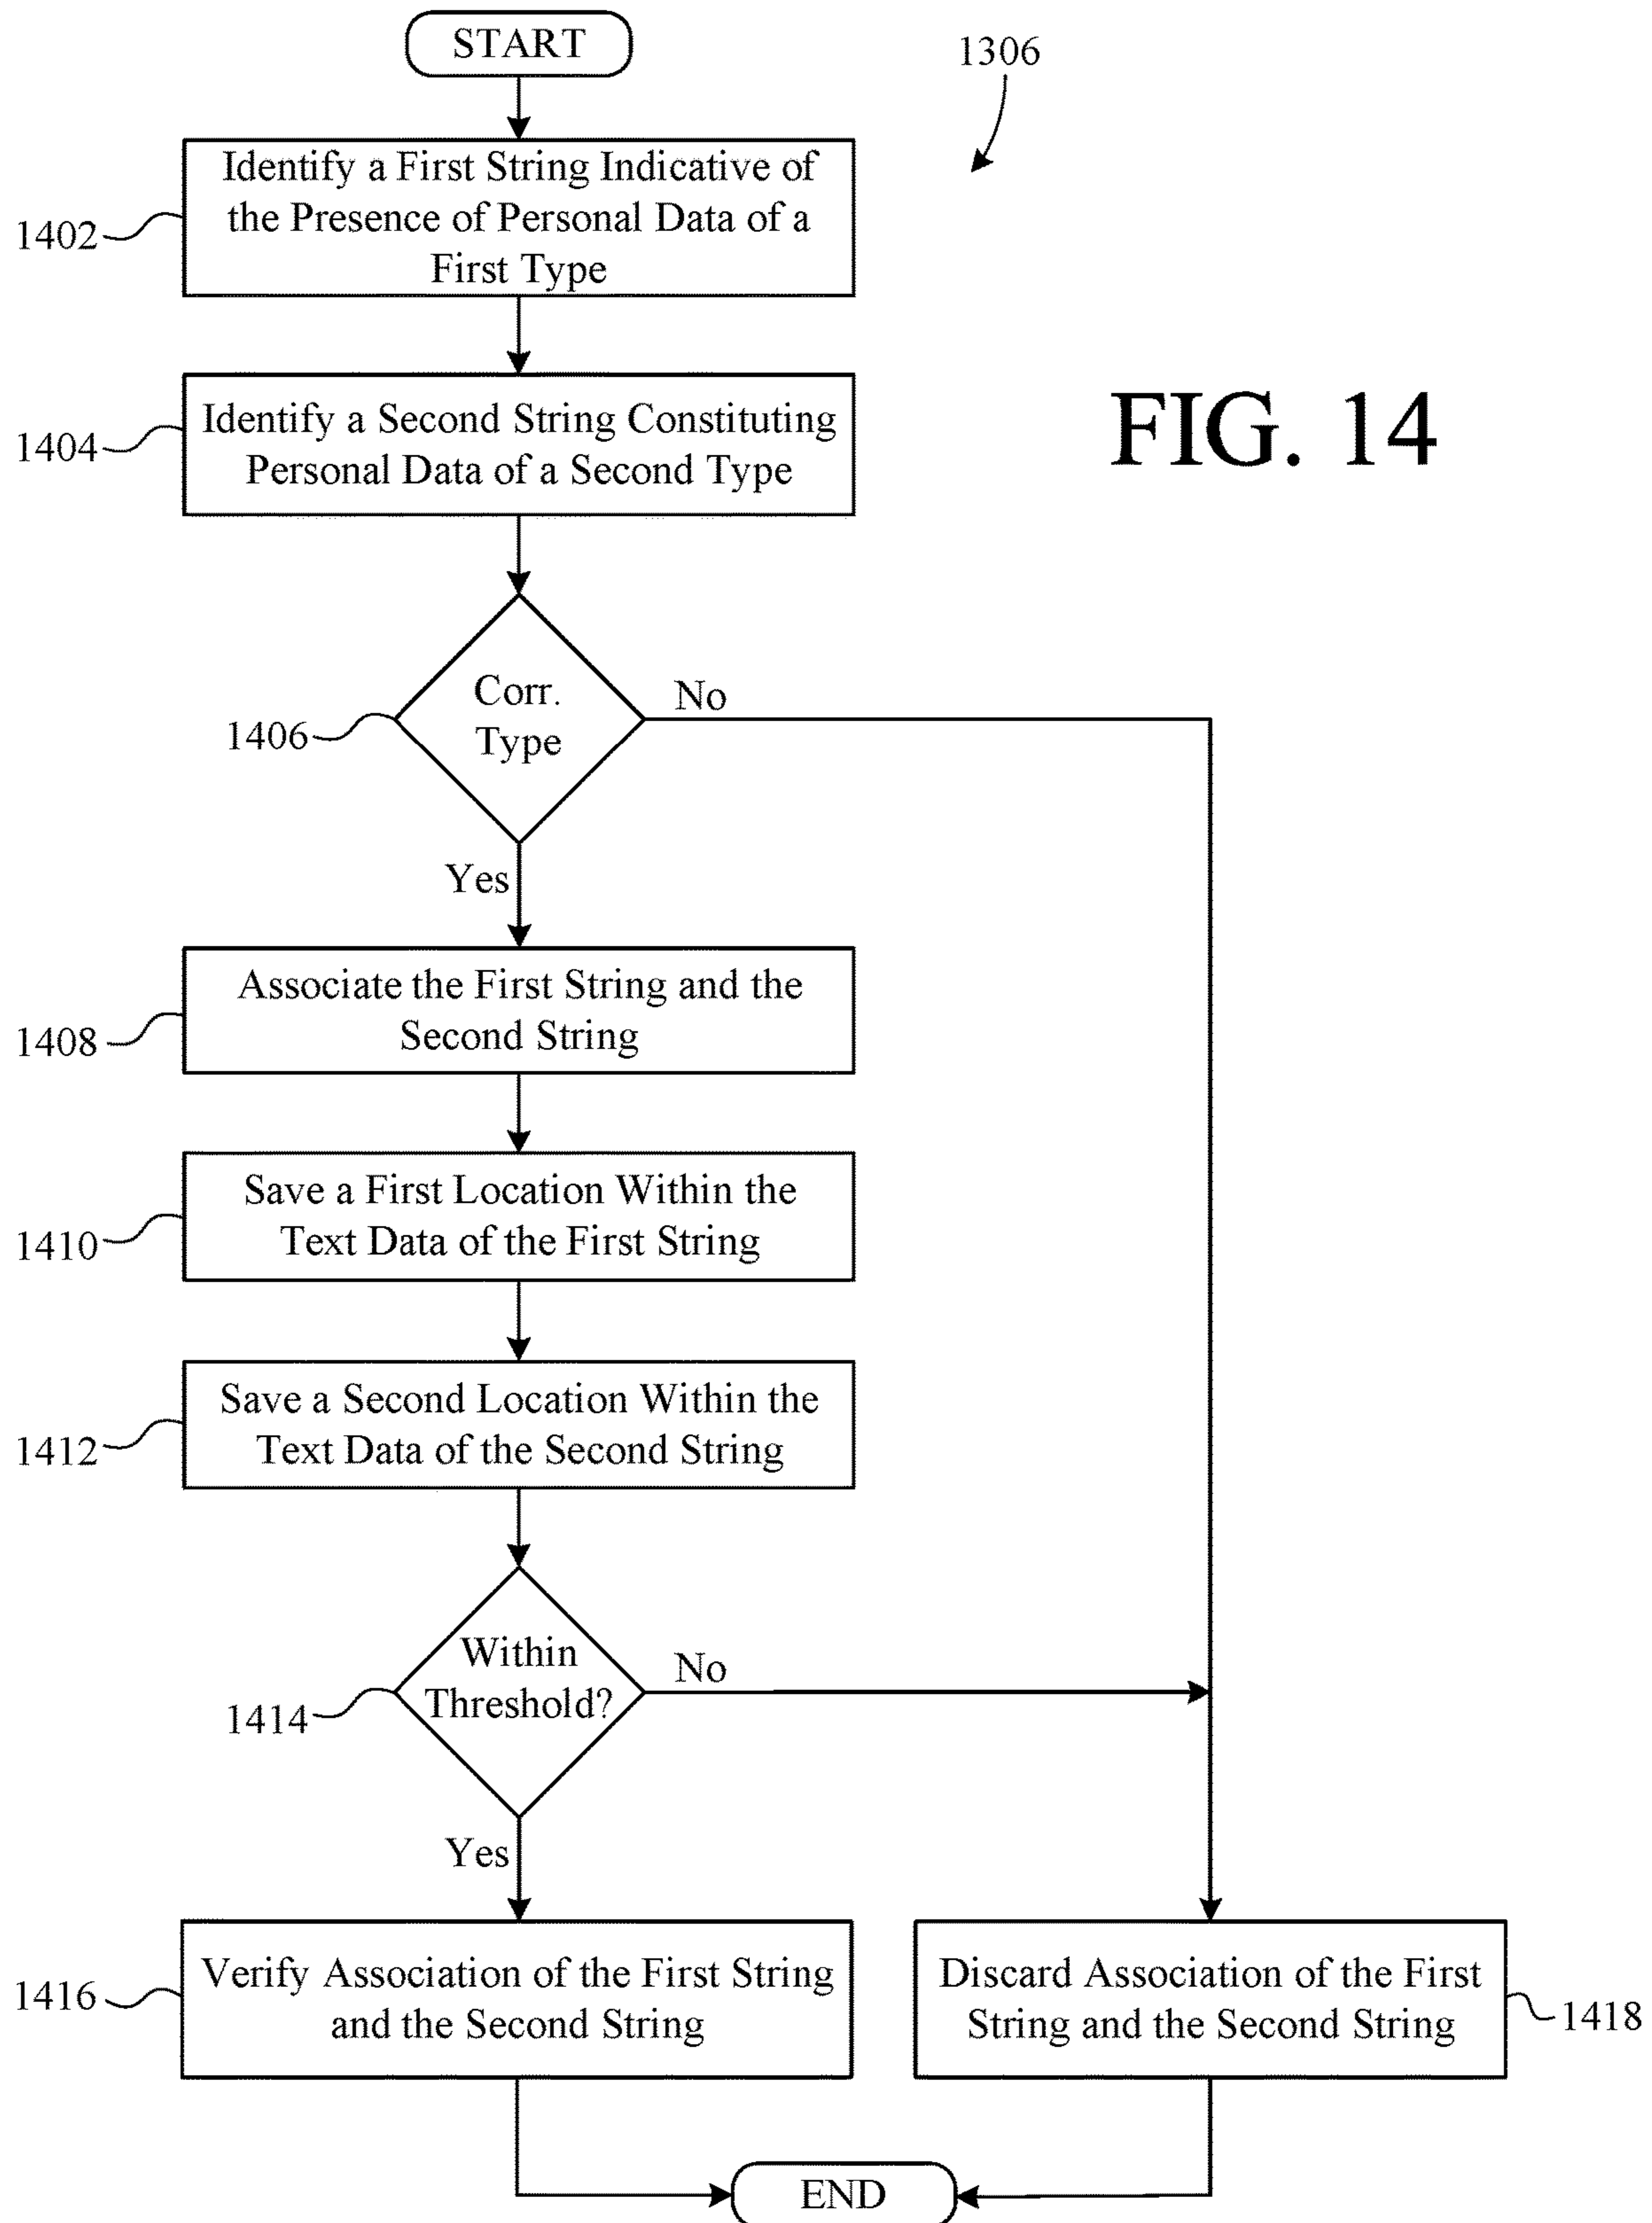 START
1306
Identify a First String Indicative of
the Presence of Personal Data of a
First Type
1402
FIG. 14
Identify a Second String Constituting
Personal Data of a Second Type
1404
Corr.
Type
No
1406
Yes
Associate the First String and the
Second String
1408
Save a First Location Within the
Text Data of the First String
1410
Save a Second Location Within the
Text Data of the Second String
1412
Within
Threshold?
No
1414
Yes
Verify Association of the First String
and the Second String
1416
Discard Association of the First
String and the Second String
1418
END